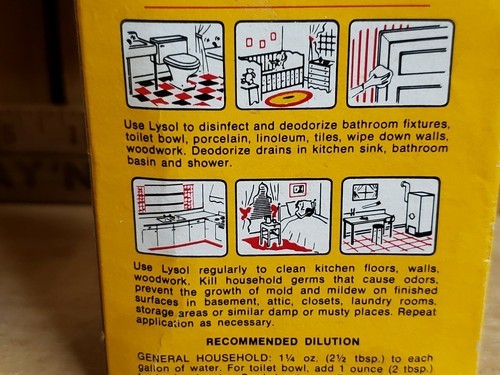 Use Lysol to disinfect and deodorize bathroom fixtures,
toilet bowl, porcelain, linoleum, tiles, wipe down walls,
woodwork. Deodorize drains in kitchen sink, bathroom
basin and shower.
Use Lysol regularly to clean kitchen floors, walls,
woodwork. Kill household germs that cause odors,
prevent the growth of mold and mildew on finished
surfaces in basement, attic, closets, laundry rooms,
storage areas or similar damp or musty places. Repeat
application as necessary.
RECOMMENDED DILUTION
GENERAL HOUSEHOLD: 1¼ oz. (2½ tbsp.) to each
gallon of water. For toilet bowl, add 1 ounce (2 tbsp.)